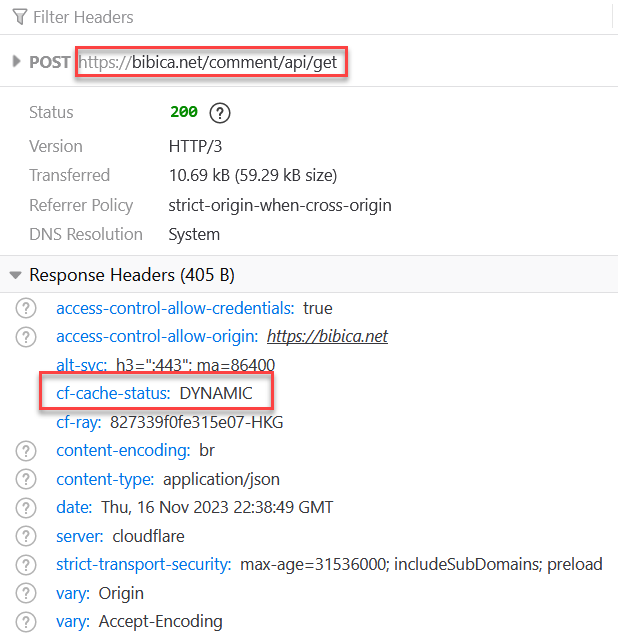 Filter Headers
POST https://bibica.net/comment/api/get
Status 200 ?
Version HTTP/3
Transferred 10.69 kB (59.29 kB size)
Referrer Policy strict-origin-when-cross-origin
DNS Resolution System
Response Headers (405 B)
? access-control-allow-credentials: true
? access-control-allow-origin: https://bibica.net
alt-svc: h3=":443"; ma=86400
cf-cache-status: DYNAMIC
cf-ray: 827339f0fe315e07-HKG
? content-encoding: br
? content-type: application/json
? date: Thu, 16 Nov 2023 22:38:49 GMT
? server: cloudflare
? strict-transport-security: max-age=31536000; includeSubDomains; preload
? vary: Origin
? vary: Accept-Encoding